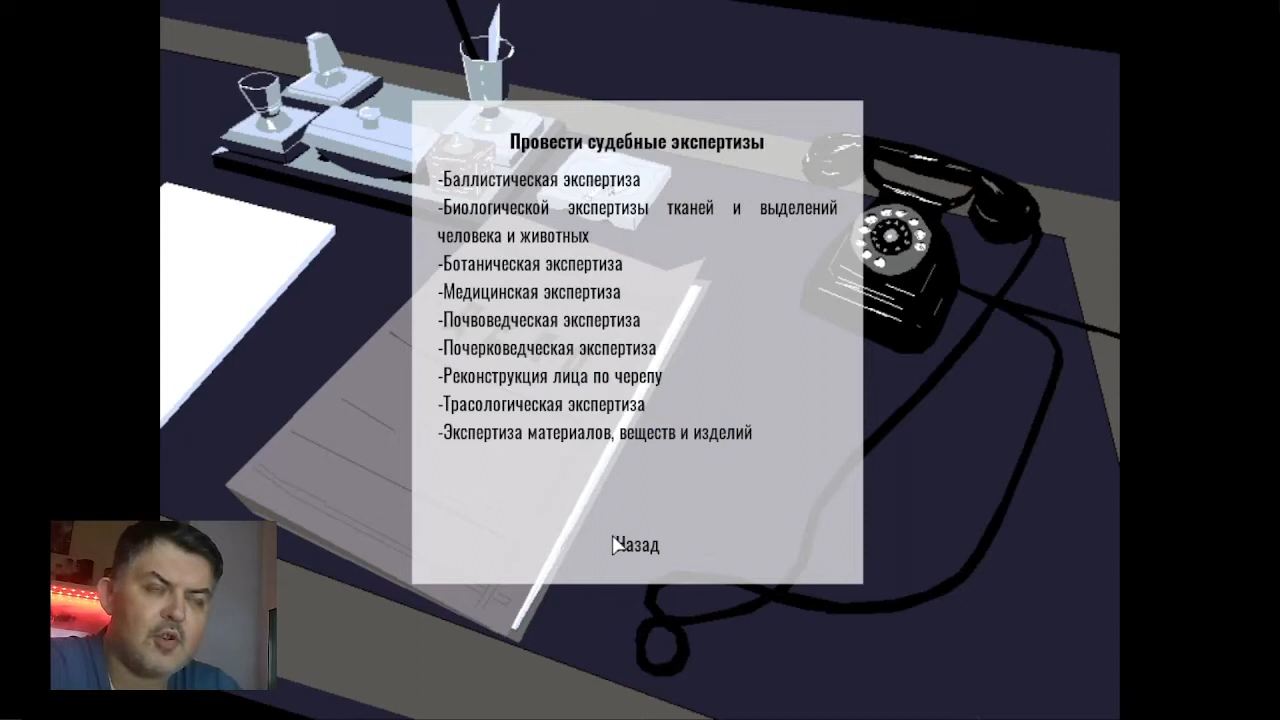 Провести судебные экспертизы
-Баллистическая экспертиза
-Биологической экспертизы тканей и выделений
человека и животных
-Ботаническая экспертиза
-Медицинская экспертиза
-Почвоведческая экспертиза
-Почерковедческая экспертиза
-Реконструкция лица по черепу
-Трасологическая экспертиза
-Экспертиза материалов, веществ и изделий
Назад